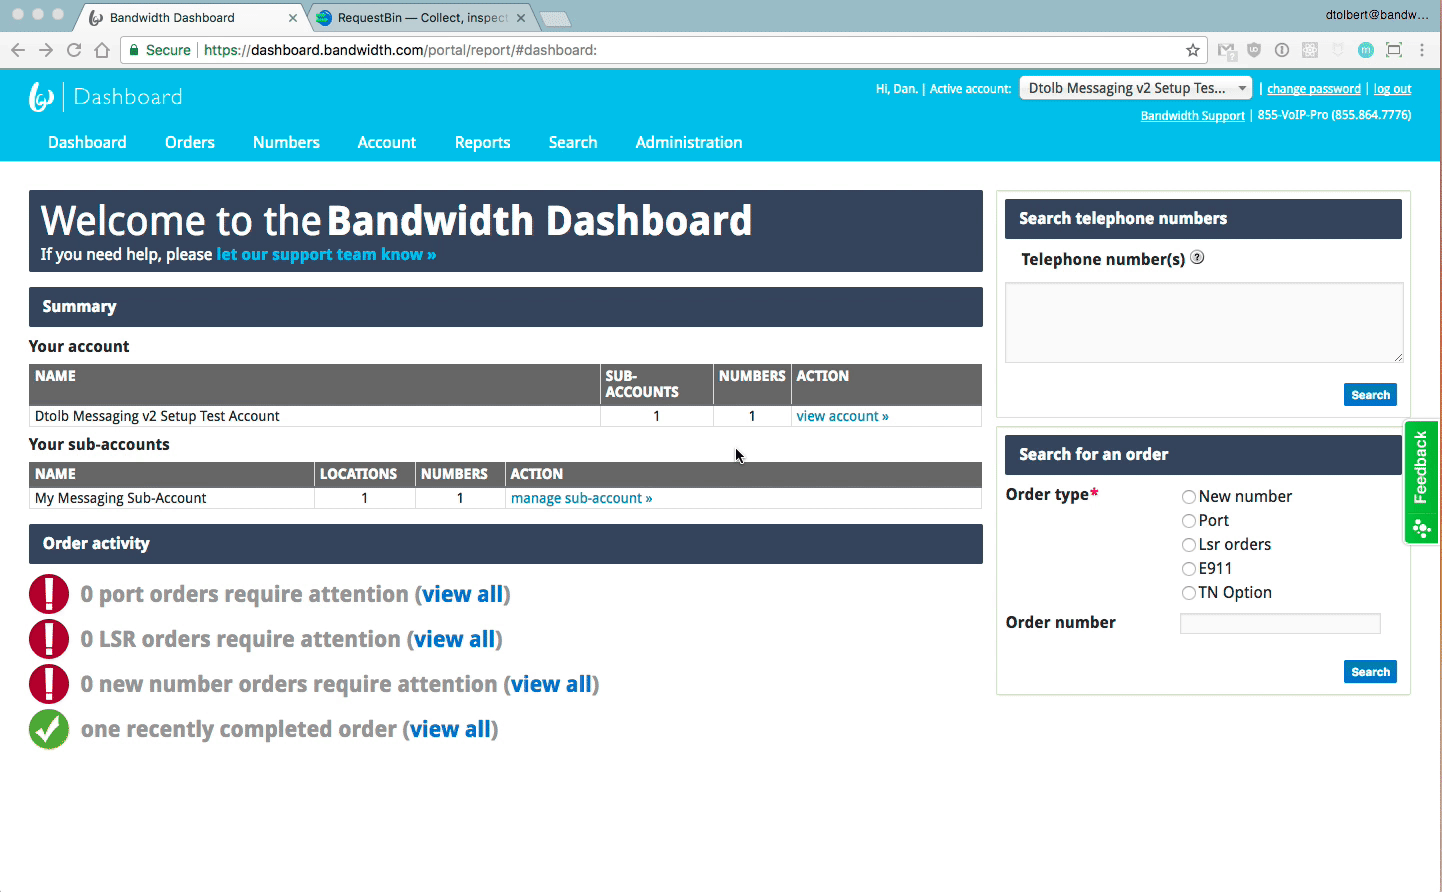 Bandwidth Dashboard
RequestBin — Collect, inspect
dtolbert@bandw...
Secure
https://dashboard.bandwidth.com/portal/report/#dashboard:
Dashboard
Hi, Dan. | Active account:
Dtolb Messaging v2 Setup Tes...
| change password | log out
Bandwidth Support | 855-VoIP-Pro (855.864.7776)
Dashboard Orders Numbers Account Reports Search Administration
Welcome to the Bandwidth Dashboard
If you need help, please let our support team know »
Summary
Your account
NAME SUB-ACCOUNTS NUMBERS ACTION
Dtolb Messaging v2 Setup Test Account 1 1 view account »
Your sub-accounts
NAME LOCATIONS NUMBERS ACTION
My Messaging Sub-Account 1 1 manage sub-account »
Order activity
0 port orders require attention (view all)
0 LSR orders require attention (view all)
0 new number orders require attention (view all)
one recently completed order (view all)
Search telephone numbers
Telephone number(s) ?
Search
Search for an order
Order type*
New number
Port
Lsr orders
E911
TN Option
Order number
Search
Feedback